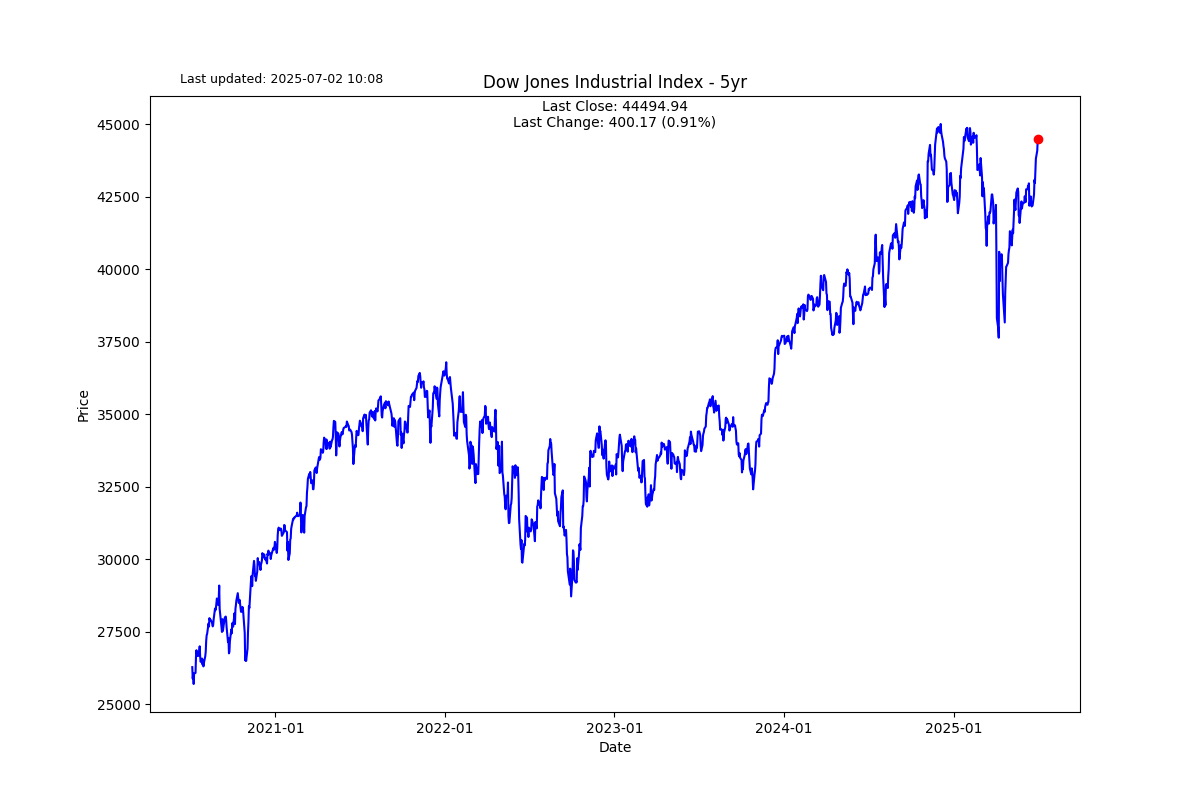 Last updated: 2025-07-02 10:08
Dow Jones Industrial Index - 5yr
Last Close: 44494.94
Last Change: 400.17 (0.91%)
45000
42500
40000
37500
35000
32500
30000
27500
25000
Price
2021-01
2022-01
2023-01
2024-01
2025-01
Date